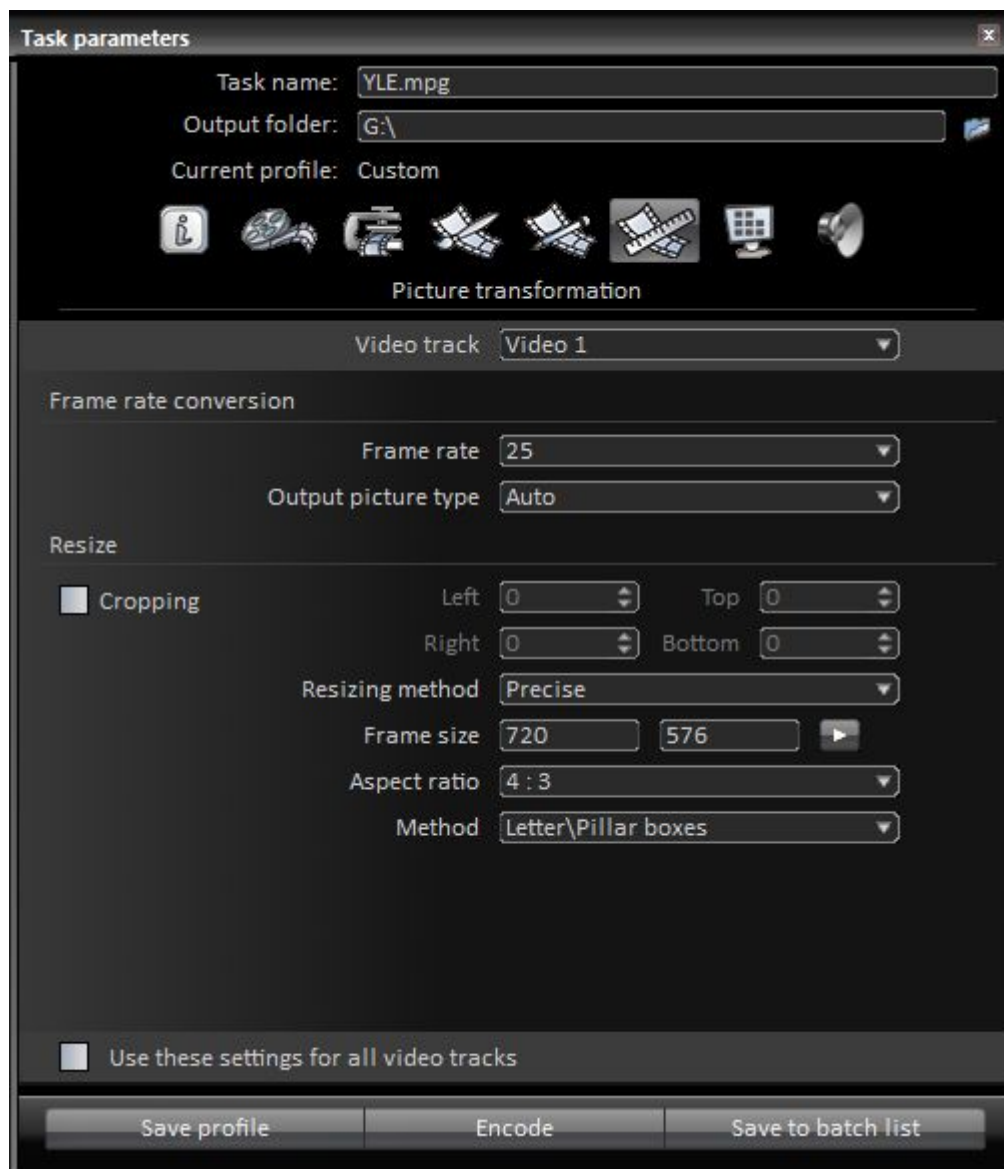 Task parameters
Task name: YLE.mpg
Output folder: G:\
Current profile: Custom
Picture transformation
Video track Video 1
Frame rate conversion
Frame rate 25
Output picture type Auto
Resize
Cropping Left 0 Top 0
Right 0 Bottom 0
Resizing method Precise
Frame size 720 576
Aspect ratio 4 : 3
Method Letter\Pillar boxes
Use these settings for all video tracks
Save profile Encode Save to batch list